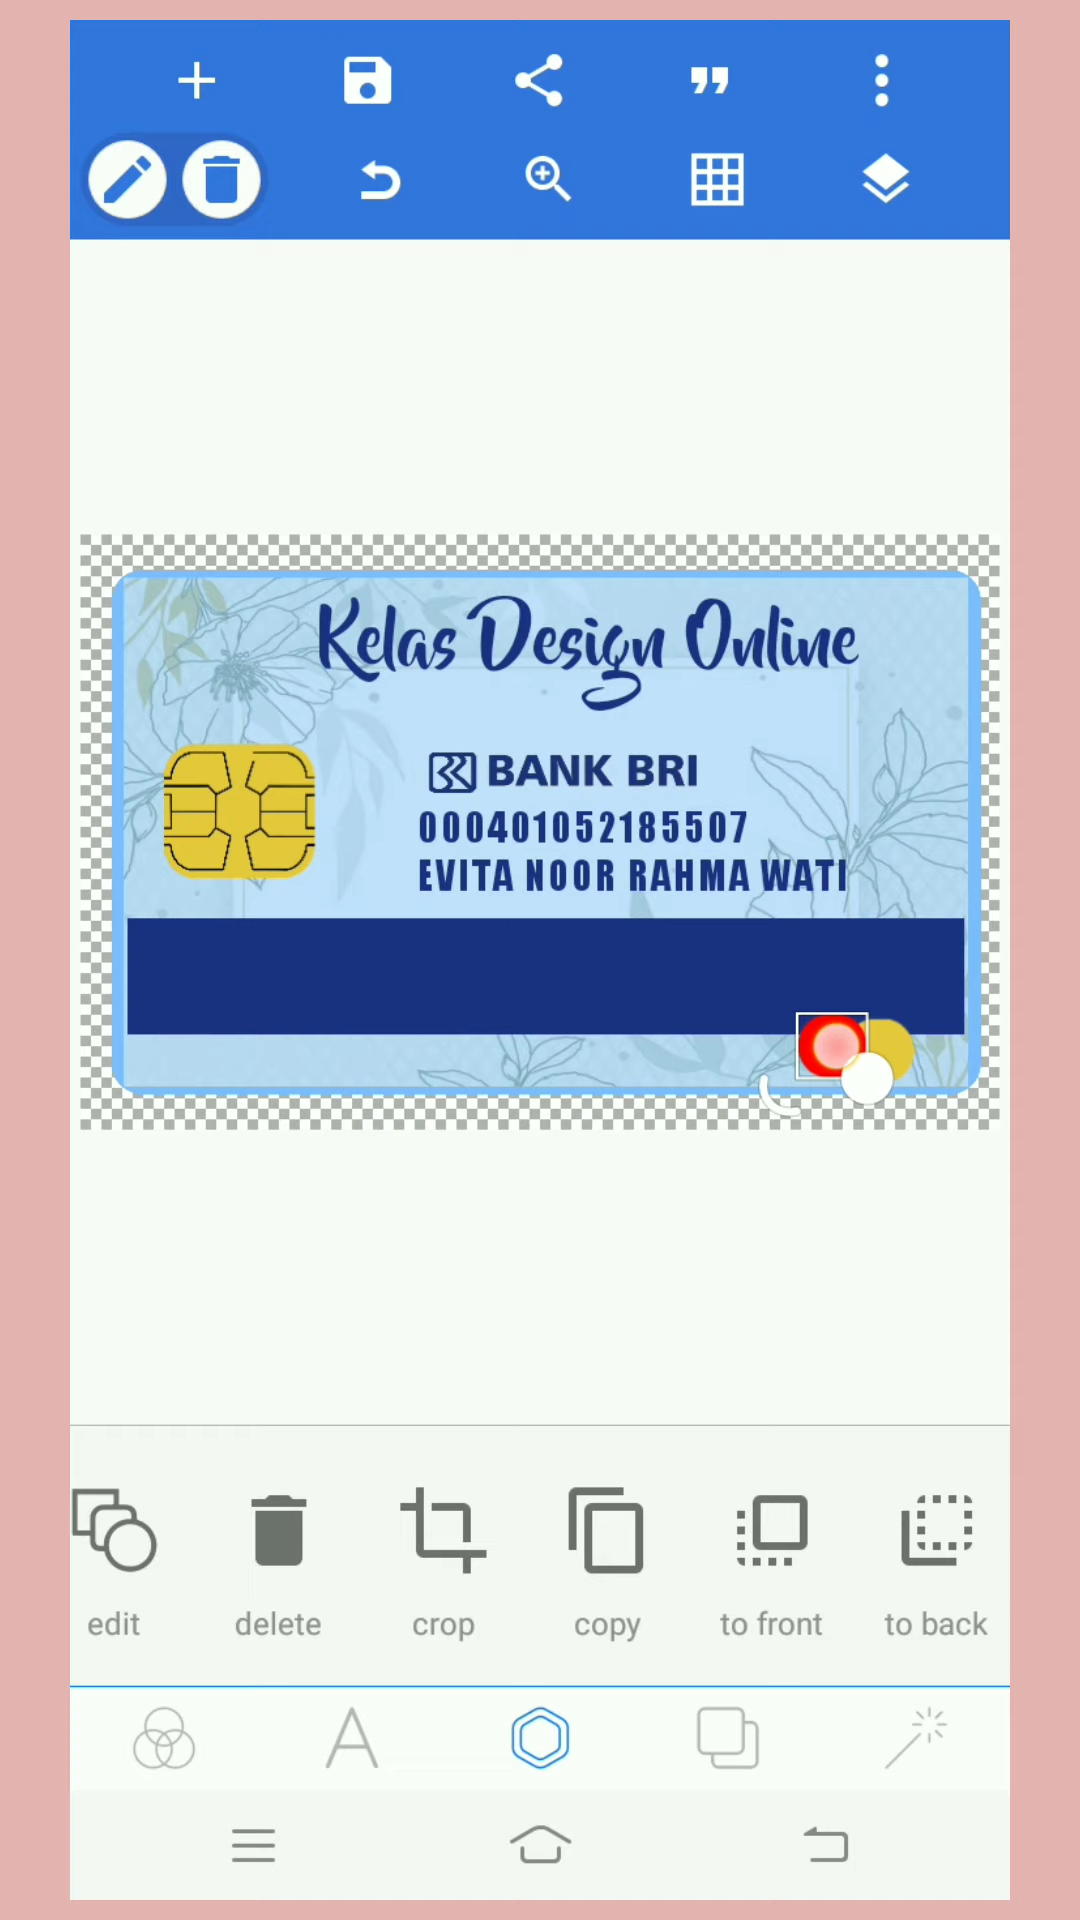 Kelas Design Online
BANK BRI
000401052185507
EVITA NOOR RAHMA WATI
edit
delete
crop
copy
to front
to back